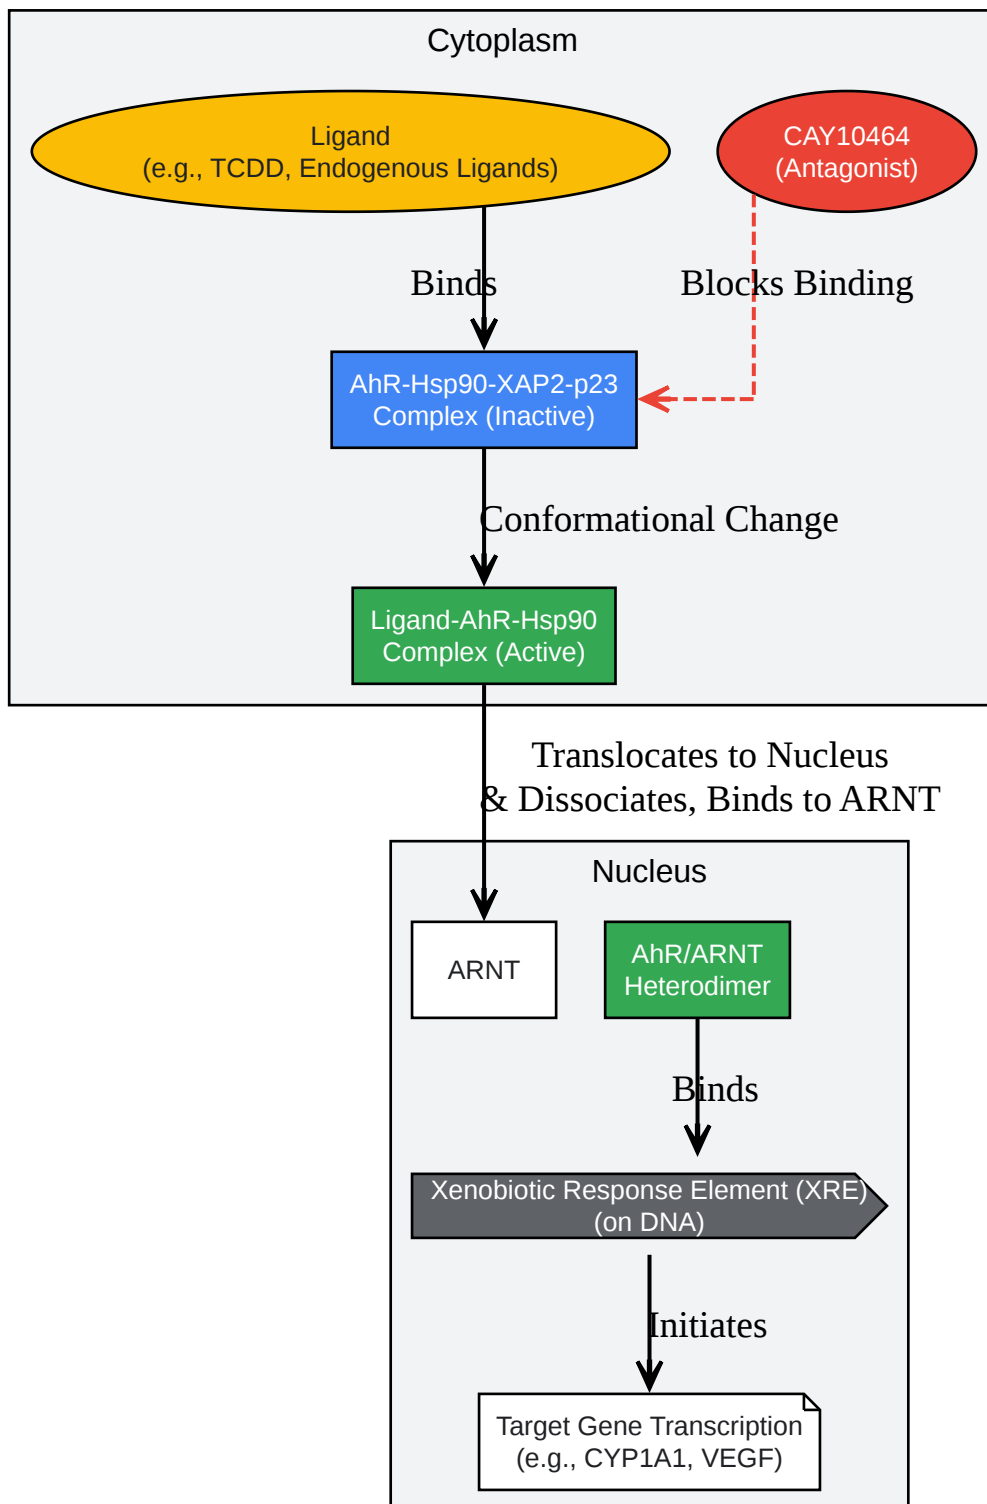 Cytoplasm
Ligand
(e.g., TCDD, Endogenous Ligands)
CAY10464
(Antagonist)
Binds
Blocks Binding
AhR-Hsp90-XAP2-p23
Complex (Inactive)
Conformational Change
Ligand-AhR-Hsp90
Complex (Active)
Translocates to Nucleus
& Dissociates, Binds to ARNT
Nucleus
ARNT
AhR/ARNT
Heterodimer
Binds
Xenobiotic Response Element (XRE)
(on DNA)
Initiates
Target Gene Transcription
(e.g., CYP1A1, VEGF)